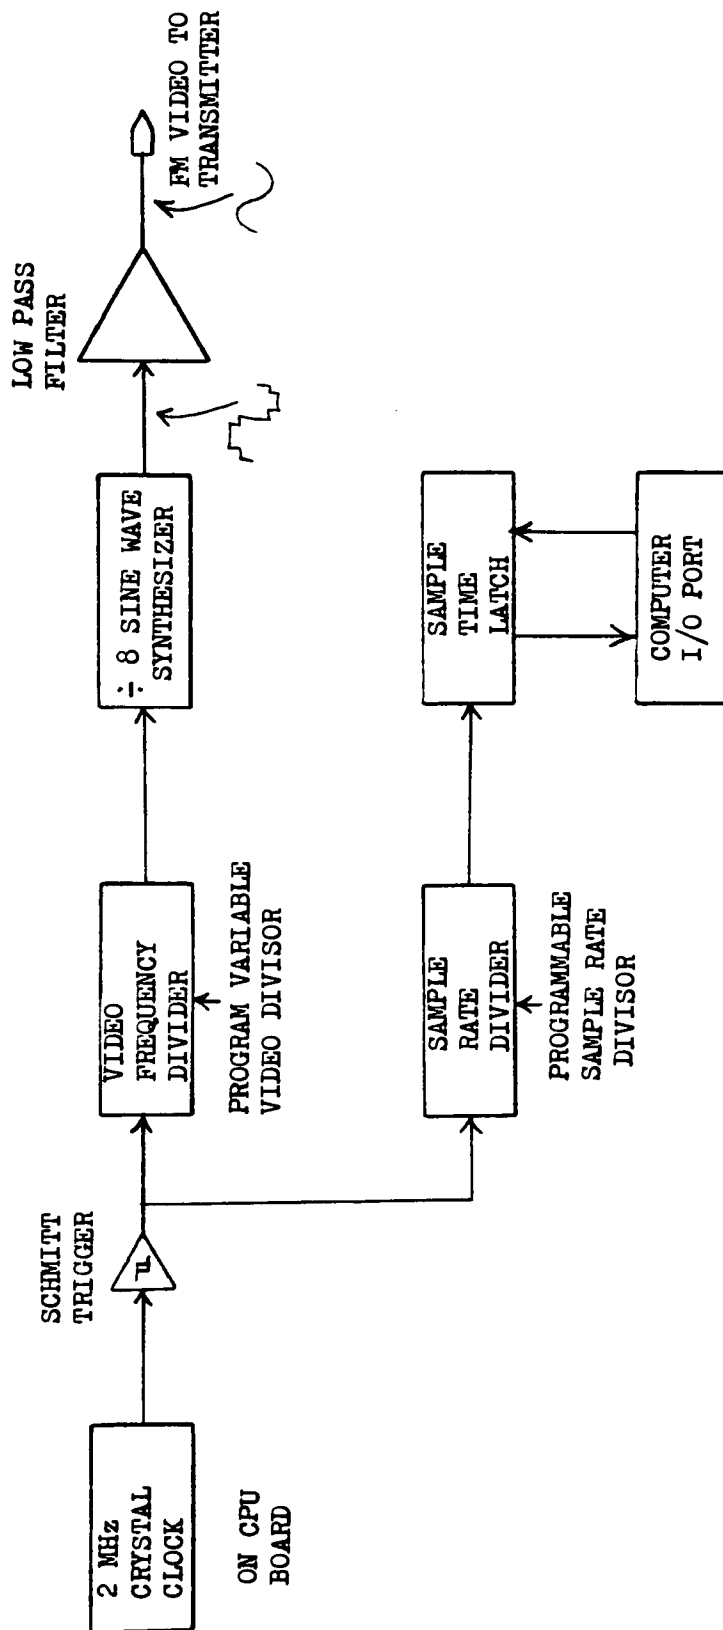 2 MHz
CRYSTAL
CLOCK
ON CPU
BOARD
SCHMITT
TRIGGER
VIDEO
FREQUENCY
DIVIDER
PROGRAM VARIABLE
VIDEO DIVISOR
÷ 8 SINE WAVE
SYNTHESIZER
LOW PASS
FILTER
FM VIDEO TO
TRANSMITTER
SAMPLE
RATE
DIVIDER
PROGRAMMABLE
SAMPLE RATE
DIVISOR
SAMPLE
TIME
LATCH
COMPUTER
I/O PORT